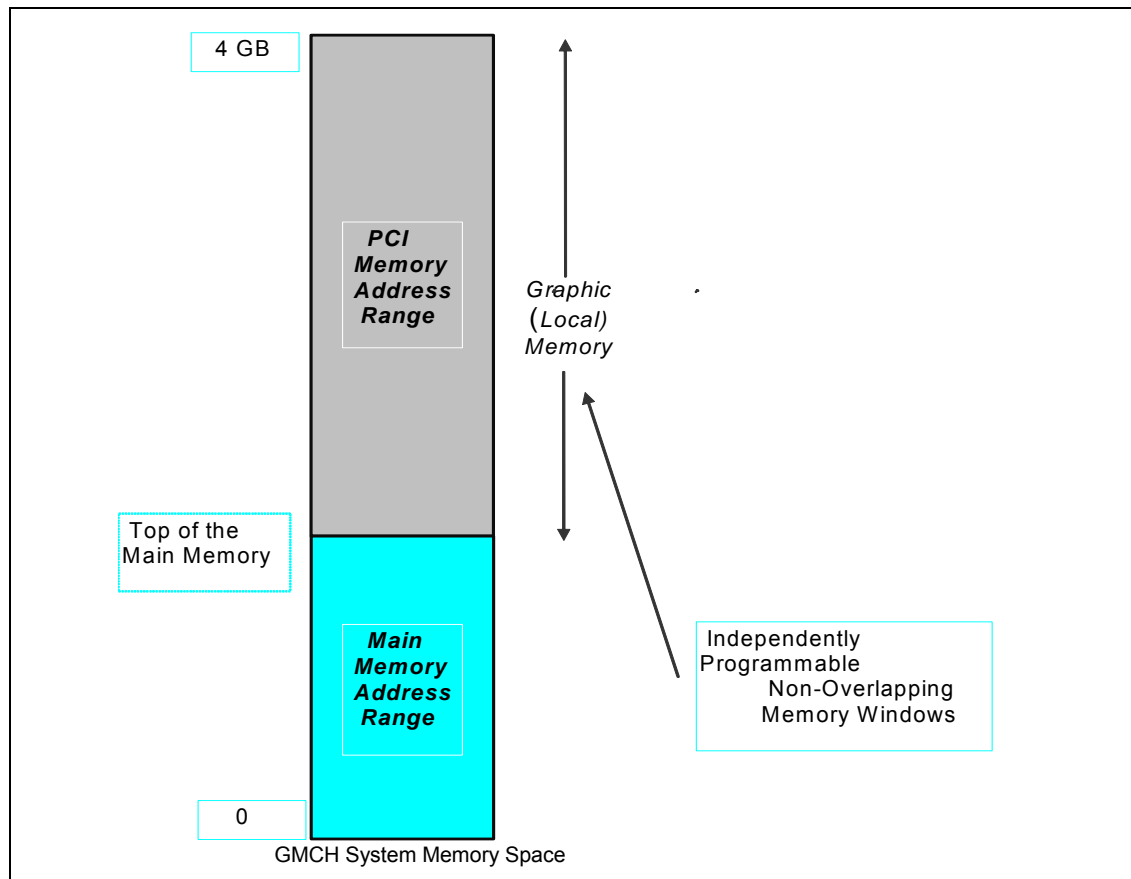 4 GB
PCI
Memory
Address
Range
Graphic
(Local)
Memory
Top of the
Main Memory
Main
Memory
Address
Range
Independently
Programmable
Non-Overlapping
Memory Windows
0
GMCH System Memory Space